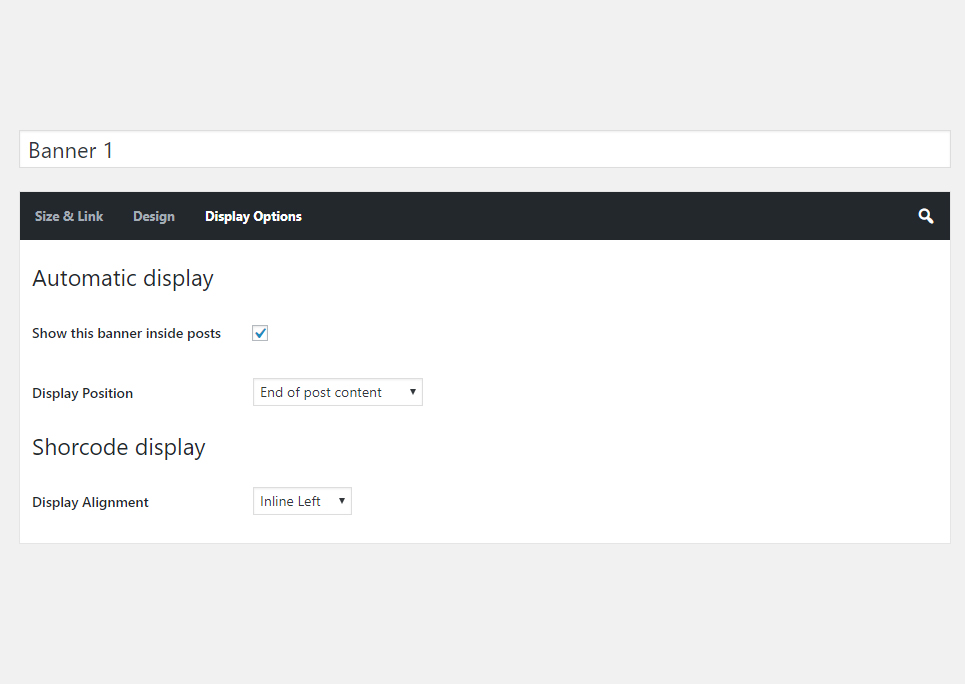 Banner 1
Size & Link Design Display Options
Automatic display
Show this banner inside posts
Display Position End of post content
Shorcode display
Display Alignment Inline Left